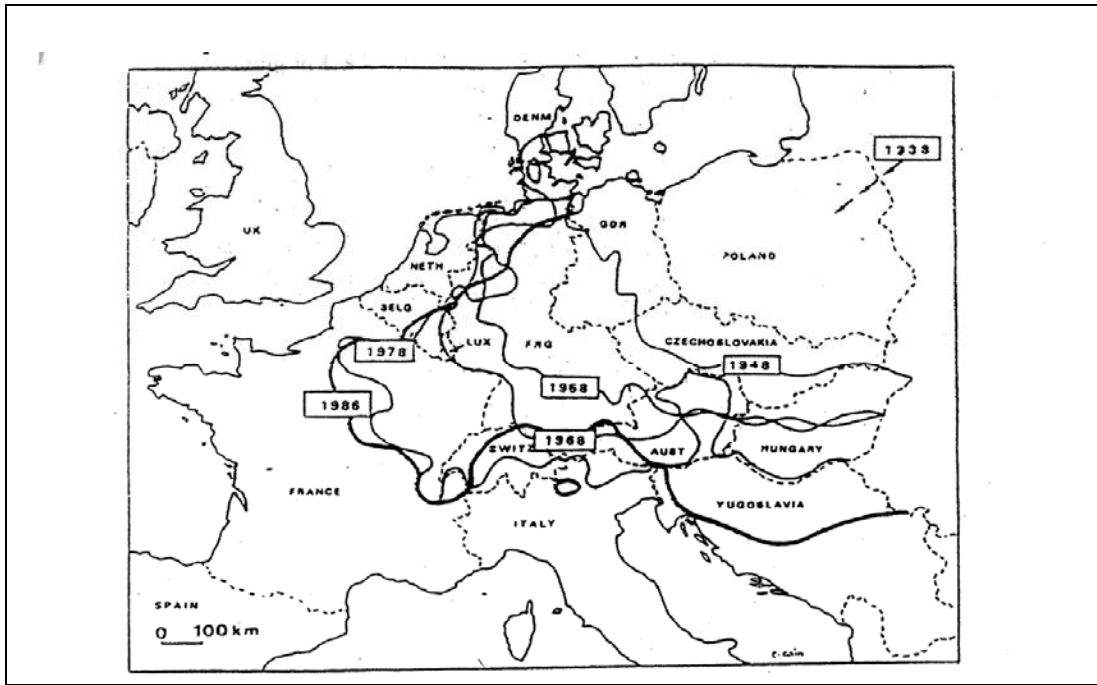 DENM
1938
UK
GDR
POLAND
NETH
BELG
LUX
FRG
CZECHOSLOVAKIA
1978
1948
1968
1986
1968
SWITZ
AUST
HUNGARY
FRANCE
YUGOSLAVIA
ITALY
SPAIN
0 100 km